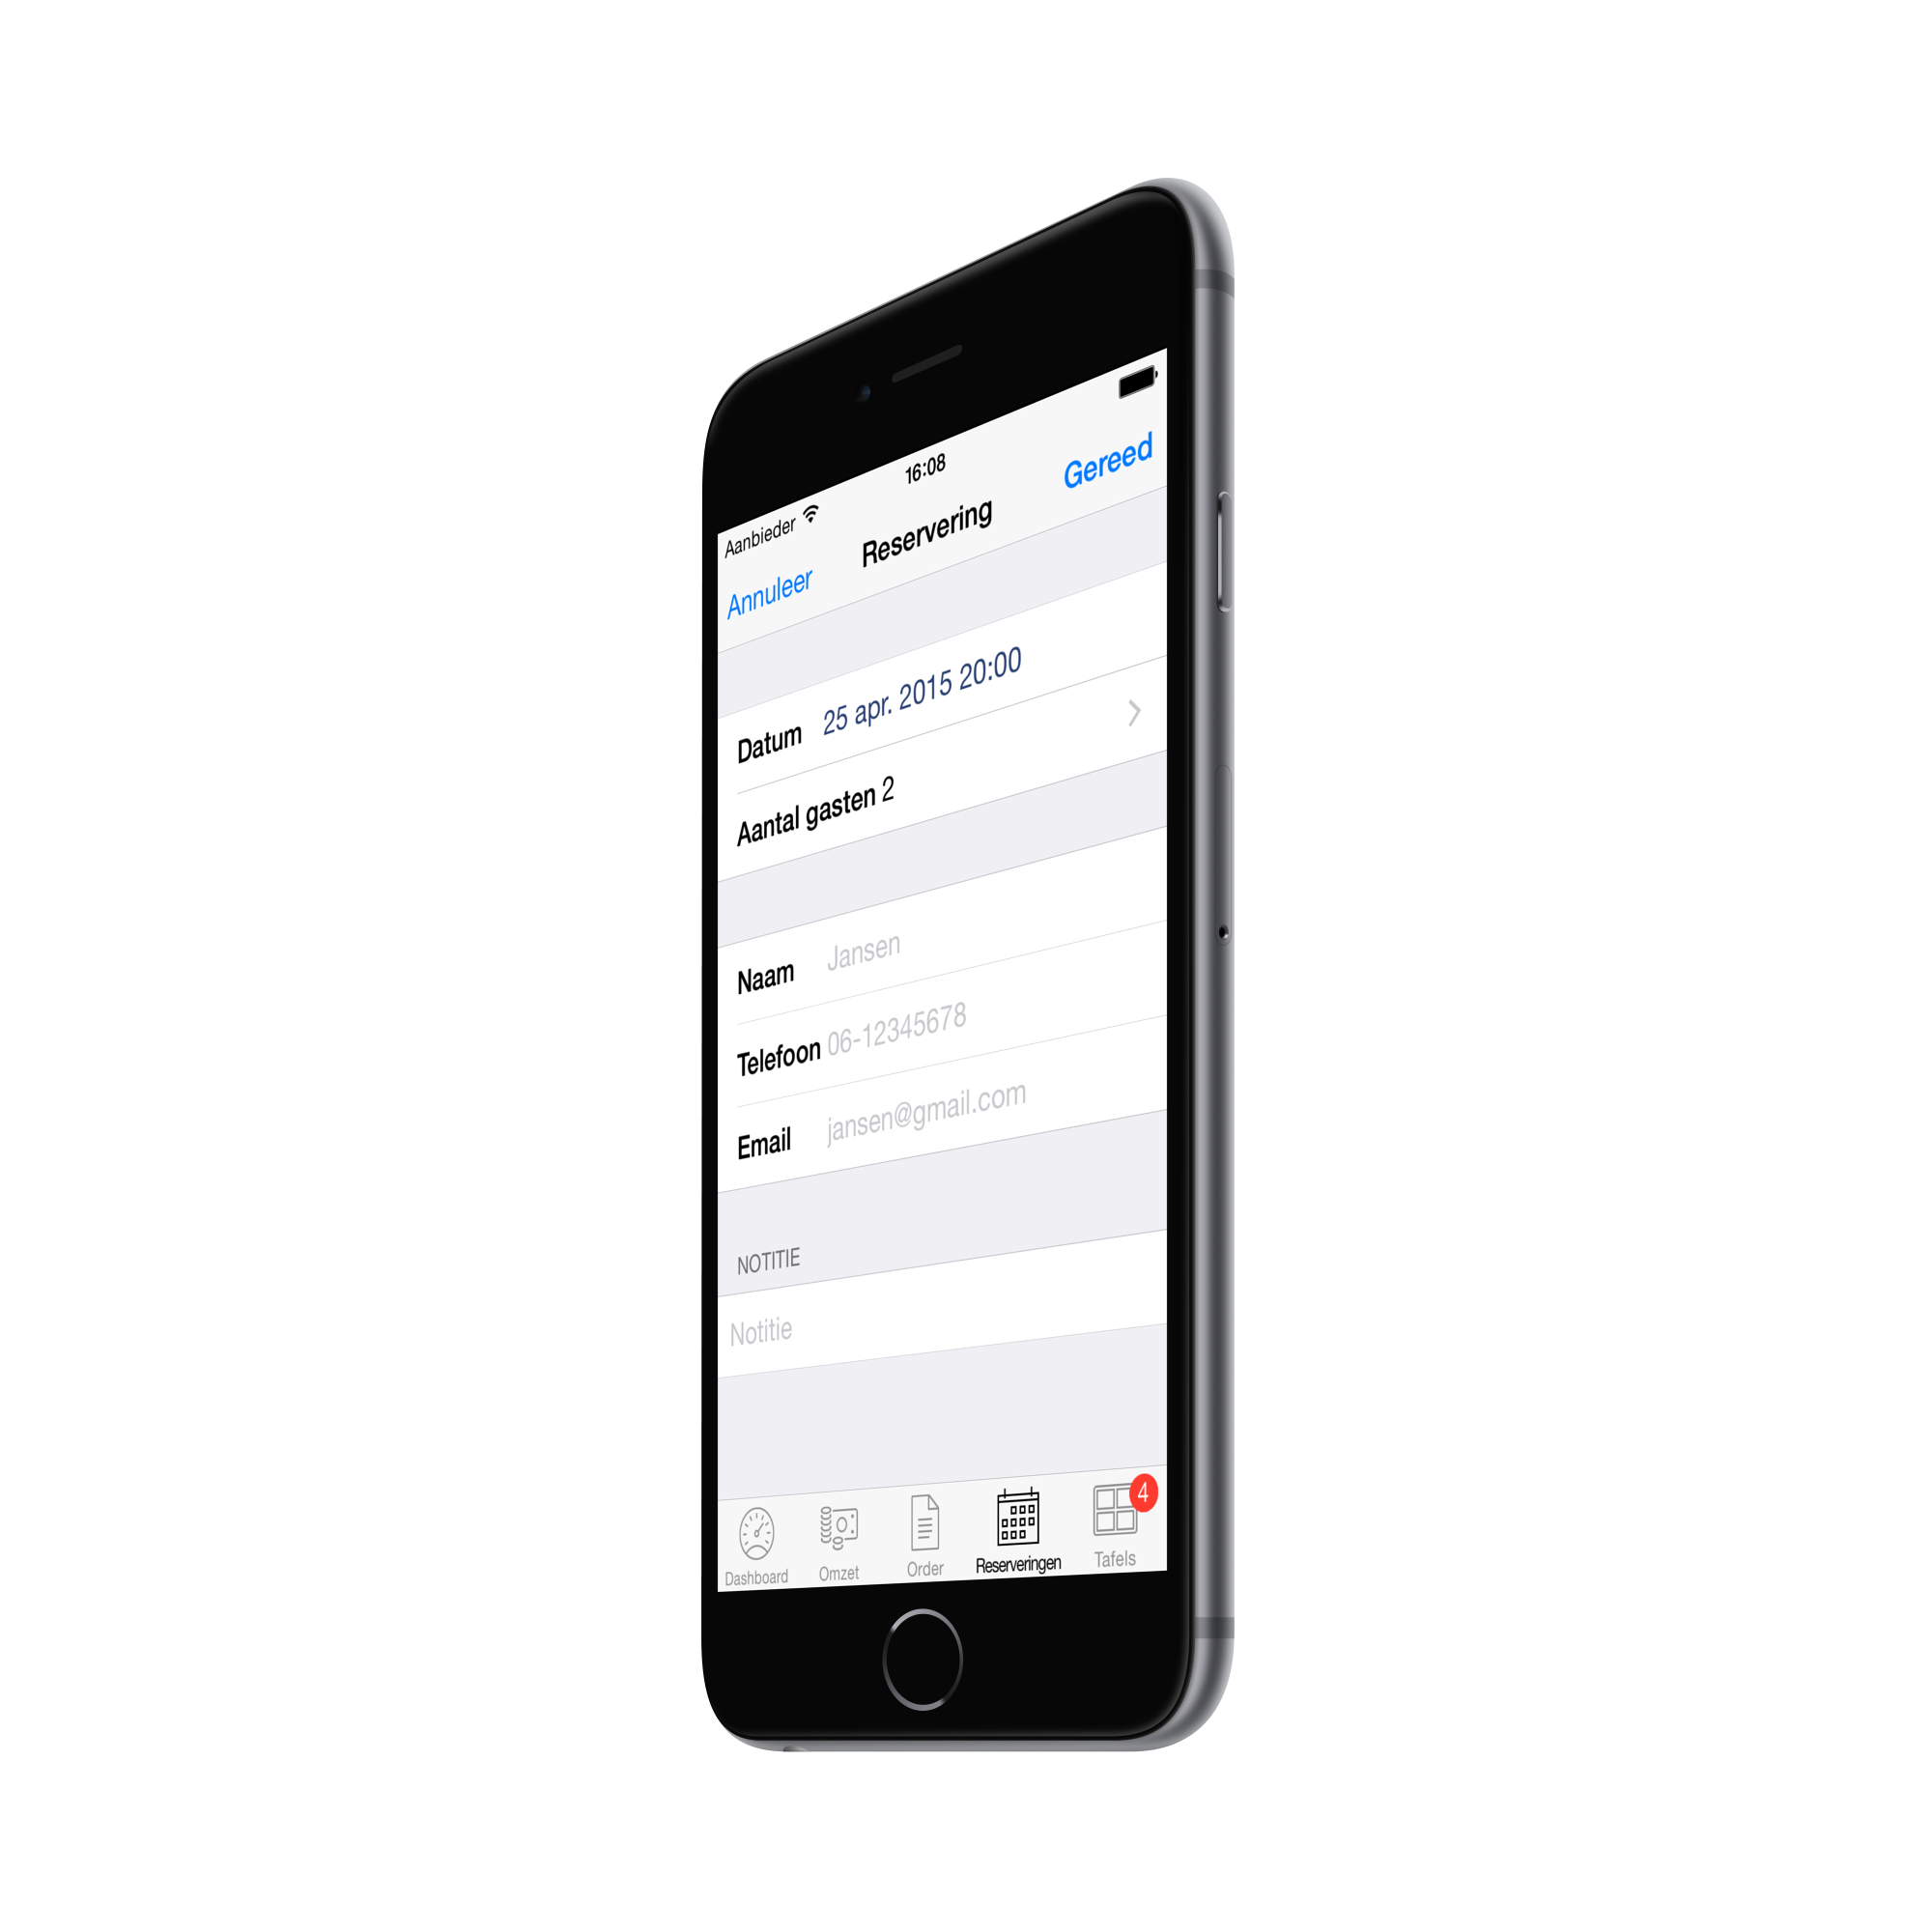 Aanbieder 16:08
Annuleer Reservering Gereed
Datum 25 apr. 2015 20:00
Aantal gasten 2
Naam Jansen
Telefoon 06-12345678
Email jansen@gmail.com
NOTITIE
Notitie
4
Dashboard Omzet Order Reserveringen Tafels